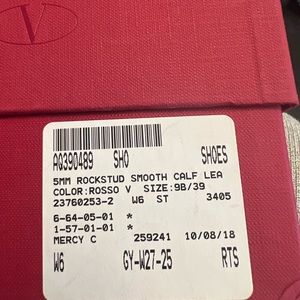 V
AQ390489 SHO SHOES
5MM ROCKSTUD SMOOTH CALF LEA
COLOR:ROSSO V SIZE:9B/39
23760253-2 W6 ST 3405
6-64-05-01 *
1-57-01-01 *
MERCY C 259241 10/08/18
W6 GY-W27-25 RTS